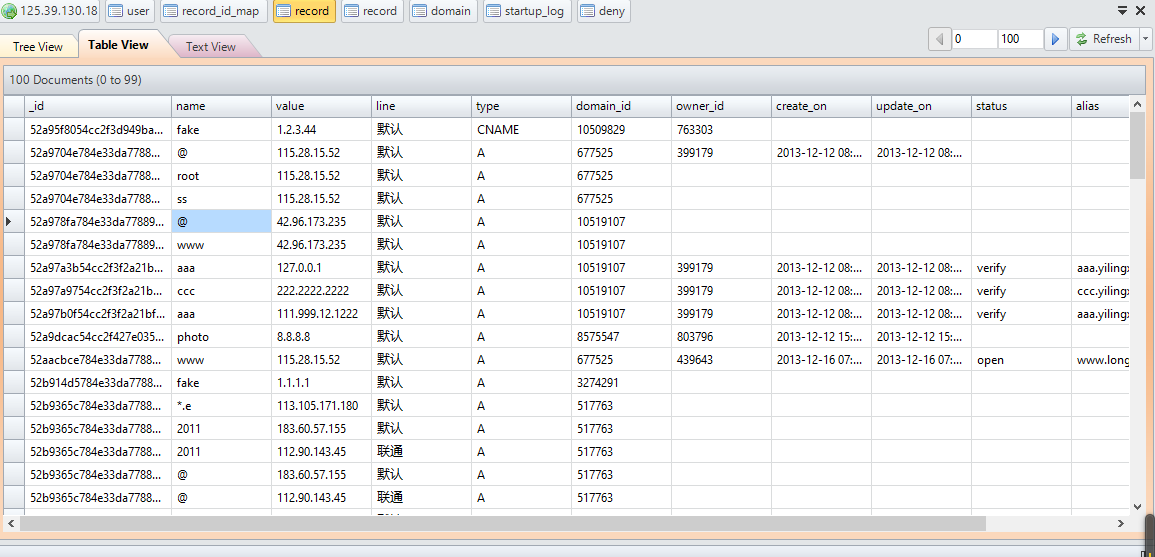 125.39.130.18 user record_id_map record record domain startup_log deny
Tree View Table View Text View 0 100 Refresh
100 Documents (0 to 99)
_id name value line type domain_id owner_id create_on update_on status alias
52a95f8054cc2f3d949ba... fake 1.2.3.44 默认 CNAME 10509829 763303
52a9704e784e33da7788... @ 115.28.15.52 默认 A 677525 399179 2013-12-12 08:... 2013-12-12 08:...
52a9704e784e33da7788... root 115.28.15.52 默认 A 677525
52a9704e784e33da7788... ss 115.28.15.52 默认 A 677525
52a978fa784e33da77889... @ 42.96.173.235 默认 A 10519107
52a978fa784e33da77889... www 42.96.173.235 默认 A 10519107
52a97a3b54cc2f3f2a21b... aaa 127.0.0.1 默认 A 10519107 399179 2013-12-12 08:... 2013-12-12 08:... verify aaa.yiling
52a97a9754cc2f3f2a21b... ccc 222.2222.2222 默认 A 10519107 399179 2013-12-12 08:... 2013-12-12 08:... verify ccc.yiling
52a97b0f54cc2f3f2a21bf... aaa 111.999.12.1222 默认 A 10519107 399179 2013-12-12 08:... 2013-12-12 08:... verify aaa.yiling
52a9dcac54cc2f427e035... photo 8.8.8.8 默认 A 8575547 803796 2013-12-12 15:... 2013-12-12 15:...
52aacbce784e33da7788... www 115.28.15.52 默认 A 677525 439643 2013-12-16 07:... 2013-12-16 07:... open www.long
52b914d5784e33da7788... fake 1.1.1.1 默认 A 3274291
52b9365c784e33da7788... *.e 113.105.171.180 默认 A 517763
52b9365c784e33da7788... 2011 183.60.57.155 默认 A 517763
52b9365c784e33da7788... 2011 112.90.143.45 联通 A 517763
52b9365c784e33da7788... @ 183.60.57.155 默认 A 517763
52b9365c784e33da7788... @ 112.90.143.45 联通 A 517763